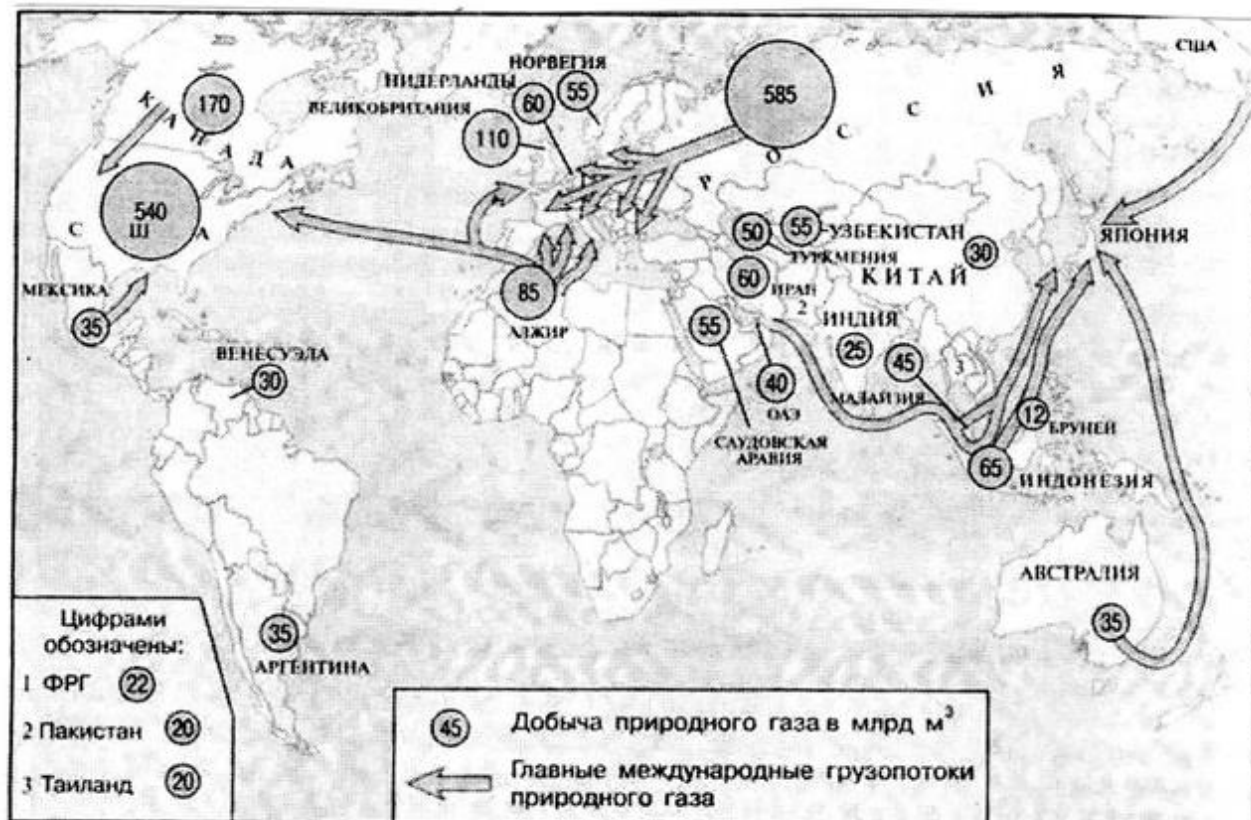 США
КАНАДА
170
НОРВЕГИЯ
55
НИДЕРЛАНДЫ
60
ВЕЛИКОБРИТАНИЯ
110
585
РОССИЯ
540
США
МЕКСИКА
35
ВЕНЕСУЭЛА
30
85
АЛЖИР
50
55
УЗБЕКИСТАН
ТУРКМЕНИЯ
30
КИТАЙ
ЯПОНИЯ
60
ИРАН
2
ИНДИЯ
25
55
САУДОВСКАЯ
АРАВИЯ
40
ОАЭ
45
МАЛАЙЗИЯ
3
12
БРУНЕЙ
65
ИНДОНЕЗИЯ
АВСТРАЛИЯ
35
35
АРГЕНТИНА
Цифрами
обозначены:
1 ФРГ 22
2 Пакистан 20
3 Таиланд 20
45 Добыча природного газа в млрд м³
Главные международные грузопотоки
природного газа